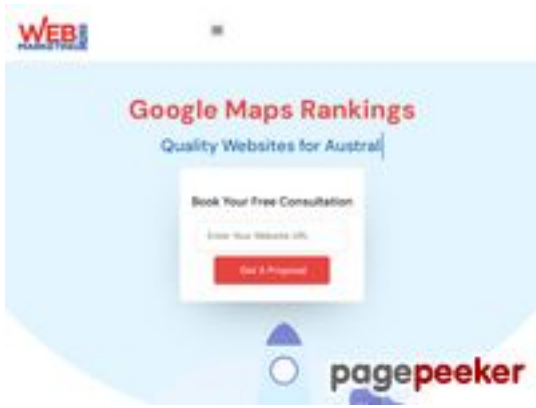 WEB
MARKETING
Google Maps Rankings
Quality Websites for Austral
Book Your Free Consultation
Enter Your Website URL
Get A Proposal
pagepeeker